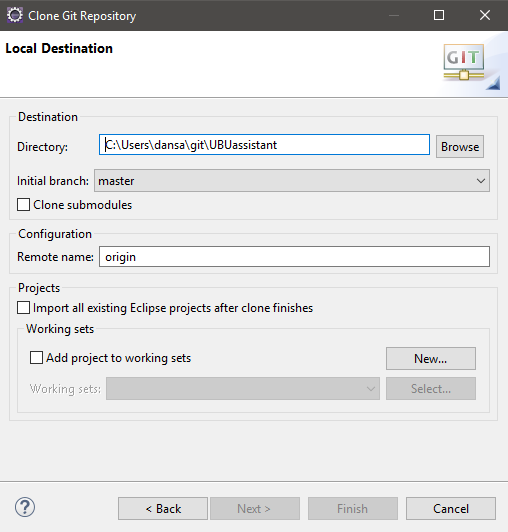 Clone Git Repository
Local Destination
GIT
Destination
Directory: C:\Users\dansa\git\UBUassistant Browse
Initial branch: master
Clone submodules
Configuration
Remote name: origin
Projects
Import all existing Eclipse projects after clone finishes
Working sets
Add project to working sets New...
Working sets: Select...
? < Back Next > Finish Cancel